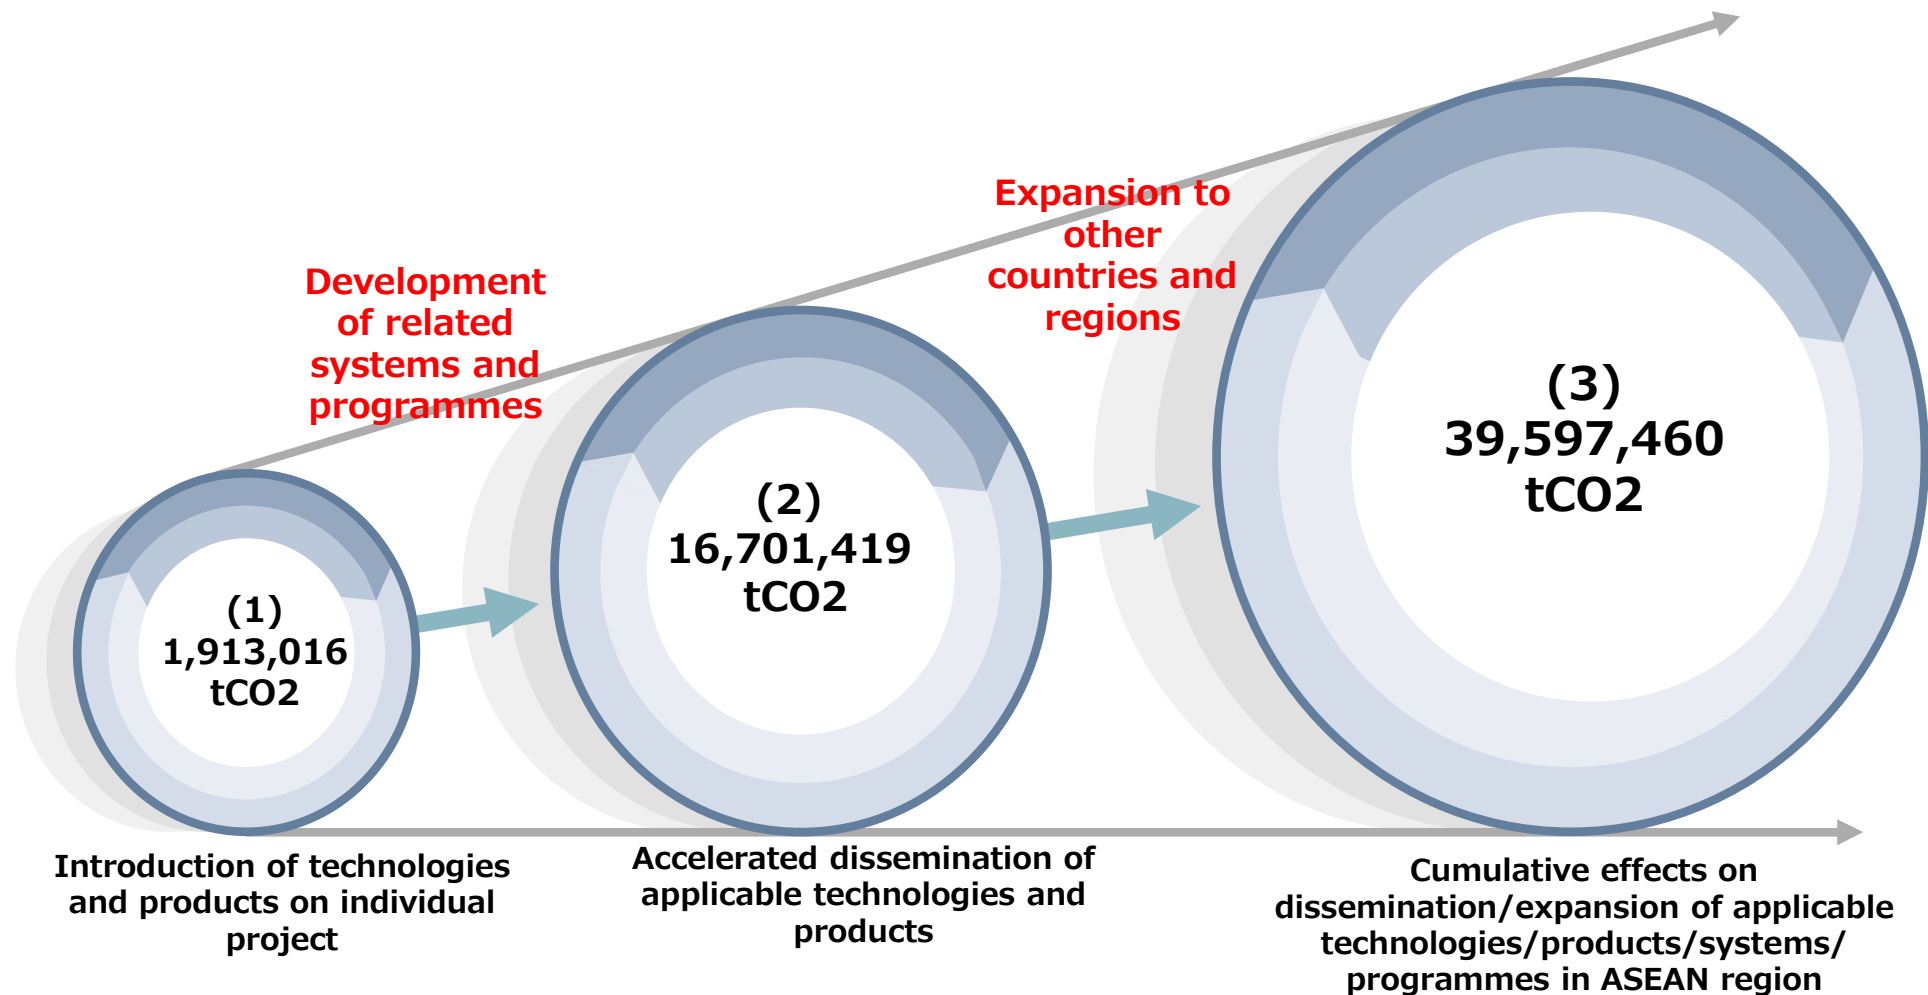 Expansion to
other
countries and
regions
Development
of related
systems and
programmes
(1)
1,913,016
tCO2
(2)
16,701,419
tCO2
(3)
39,597,460
tCO2
Introduction of technologies
and products on individual
project
Accelerated dissemination of
applicable technologies and
products
Cumulative effects on
dissemination/expansion of applicable
technologies/products/systems/
programmes in ASEAN region